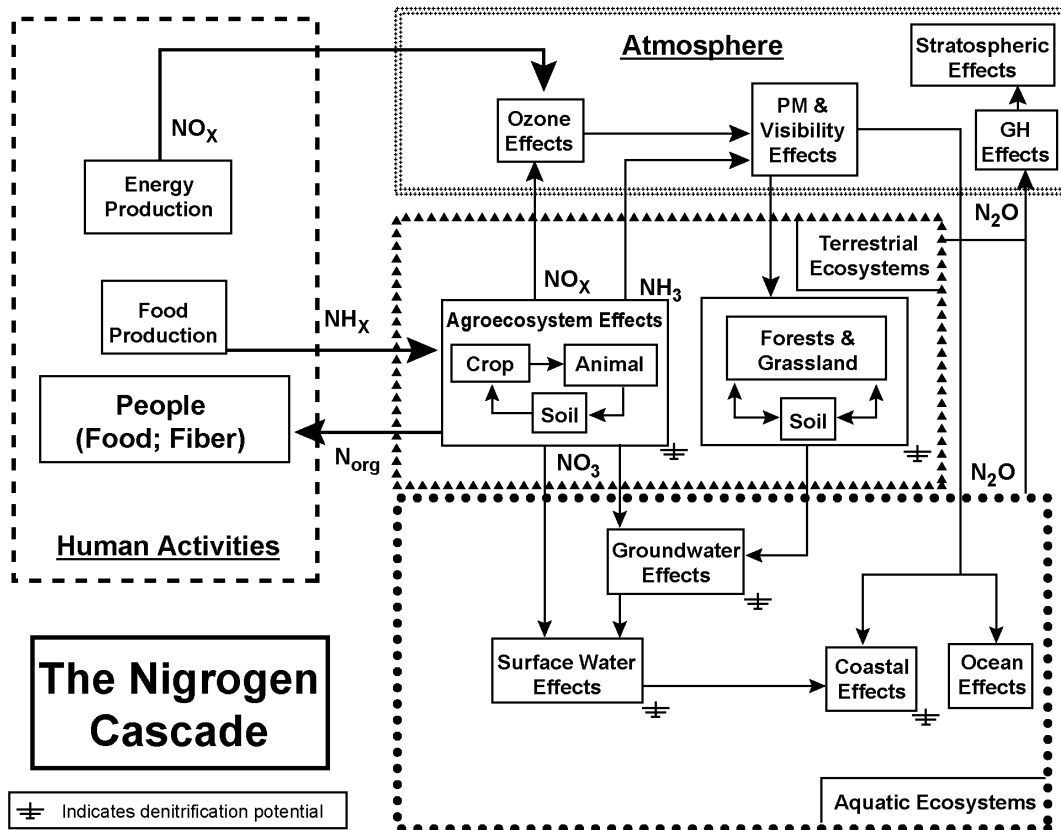 Atmosphere
Stratospheric
Effects
NOX
Ozone
Effects
PM &
Visibility
Effects
GH
Effects
Energy
Production
N2O
Terrestrial
Ecosystems
NOX
NH3
Food
Production
NHX
Agroecosystem Effects
Crop
Animal
Soil
Forests &
Grassland
Soil
People
(Food; Fiber)
Norg
NO3
N2O
Human Activities
Groundwater
Effects
Surface Water
Effects
Coastal
Effects
Ocean
Effects
The Nigrogen
Cascade
Indicates denitrification potential
Aquatic Ecosystems